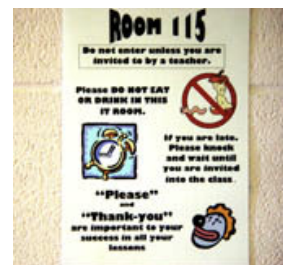 ROOM 115
Do not enter unless you are
invited to by a teacher.
Please DO NOT EAT
OR DRINK IN THIS
IT ROOM.
If you are late.
Please knock
and wait until
you are invited
into the class.
"Please"
and
"Thank-you"
are important to your
success in all your
lessons